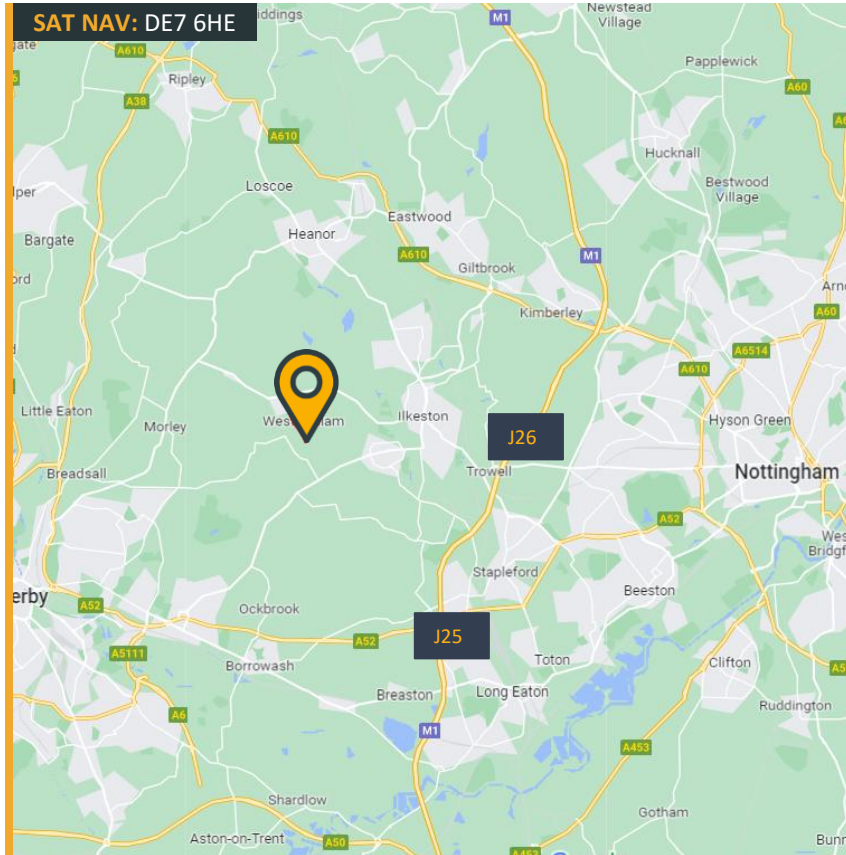 SAT NAV: DE7 6HE
Newstead
Village
M1
A610
Ripley
Papplewick
A60
A38
A610
Hucknall
Loscoe
Bestwood
Village
Eastwood
Bargate
Heanor
A610
M1
Giltbrook
Kimberley
A60
A6514
A610
Little Eaton
Ilkeston
Hyson Green
Morley
J26
Breadsall
Trowell
Nottingham
A52
Stapleford
Beeston
A52
Ockbrook
J25
A52
A5111
Borrowash
Toton
Clifton
Breaston
Long Eaton
A6
Ruddington
M1
A453
Shardlow
Gotham
Aston-on-Trent
A50
A453